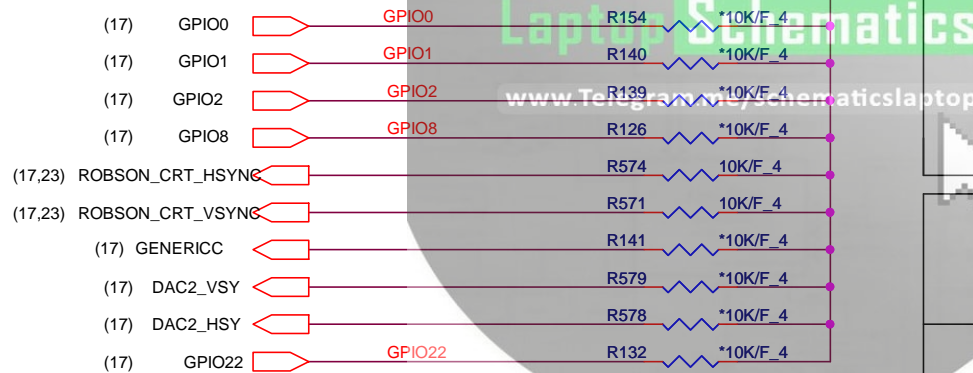 (17) GPIO0 GPIO0 R154 *10K/F_4
Laptop Schematics
(17) GPIO1 GPIO1 R140 *10K/F_4
(17) GPIO2 GPIO2 R139 *10K/F_4
www.Telegram.me/schematicslaptop
(17) GPIO8 GPIO8 R126 *10K/F_4
(17,23) ROBSON_CRT_HSYNC R574 10K/F_4
(17,23) ROBSON_CRT_VSYNC R571 10K/F_4
(17) GENERICC R141 *10K/F_4
(17) DAC2_VSY R579 *10K/F_4
(17) DAC2_HSY R578 *10K/F_4
(17) GPIO22 GPIO22 R132 *10K/F_4